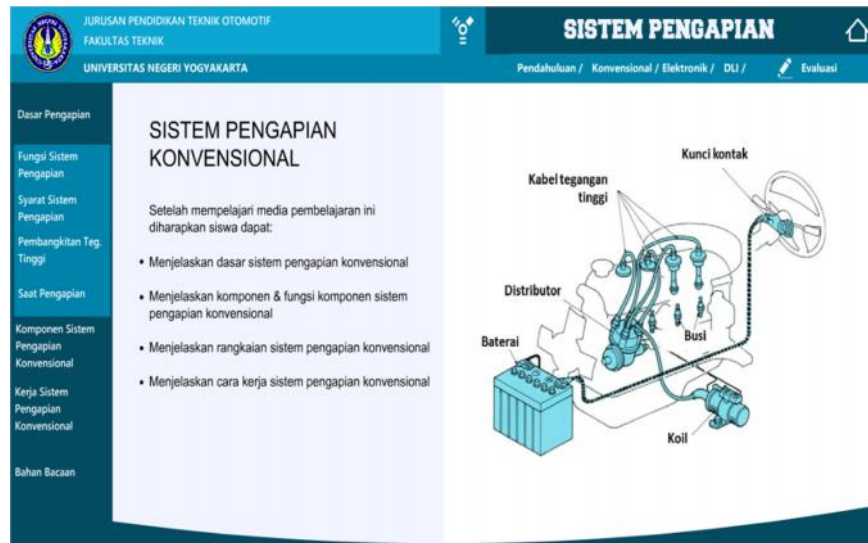 JURUSAN PENDIDIKAN TEKNIK OTOMOTIF
FAKULTAS TEKNIK
UNIVERSITAS NEGERI YOGYAKARTA
SISTEM PENGAPIAN
Pendahuluan / Konvensional / Elektronik / DLI / Evaluasi
Dasar Pengapian
Fungsi Sistem
Pengapian
Syarat Sistem
Pengapian
Pembangkitan Teg.
Tinggi
Saat Pengapian
Komponen Sistem
Pengapian
Konvensional
Kerja Sistem
Pengapian
Konvensional
Bahan Bacaan
SISTEM PENGAPIAN
KONVENSIONAL
Setelah mempelajari media pembelajaran ini
diharapkan siswa dapat:
• Menjelaskan dasar sistem pengapian konvensional
• Menjelaskan komponen & fungsi komponen sistem
pengapian konvensional
• Menjelaskan rangkaian sistem pengapian konvensional
• Menjelaskan cara kerja sistem pengapian konvensional
Kunci kontak
Kabel tegangan
tinggi
Distributor
Busi
Baterai
Koil